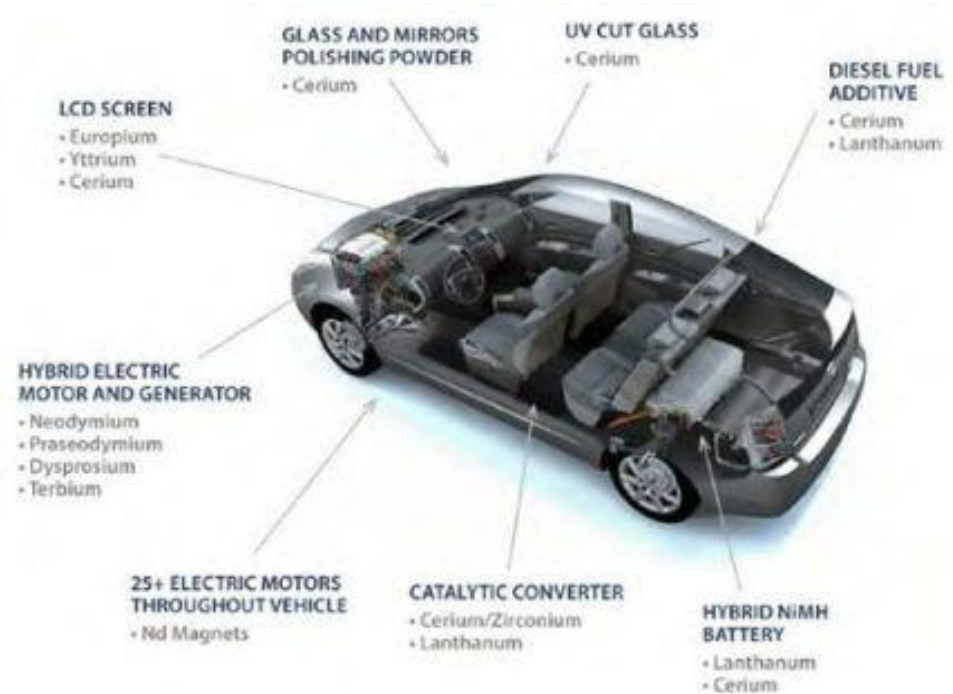 GLASS AND MIRRORS
POLISHING POWDER
• Cerium
UV CUT GLASS
• Cerium
DIESEL FUEL
ADDITIVE
• Cerium
• Lanthanum
LCD SCREEN
• Europium
• Yttrium
• Cerium
HYBRID ELECTRIC
MOTOR AND GENERATOR
• Neodymium
• Praseodymium
• Dysprosium
• Terbium
25+ ELECTRIC MOTORS
THROUGHOUT VEHICLE
• Nd Magnets
CATALYTIC CONVERTER
• Cerium/Zirconium
• Lanthanum
HYBRID NiMH
BATTERY
• Lanthanum
• Cerium